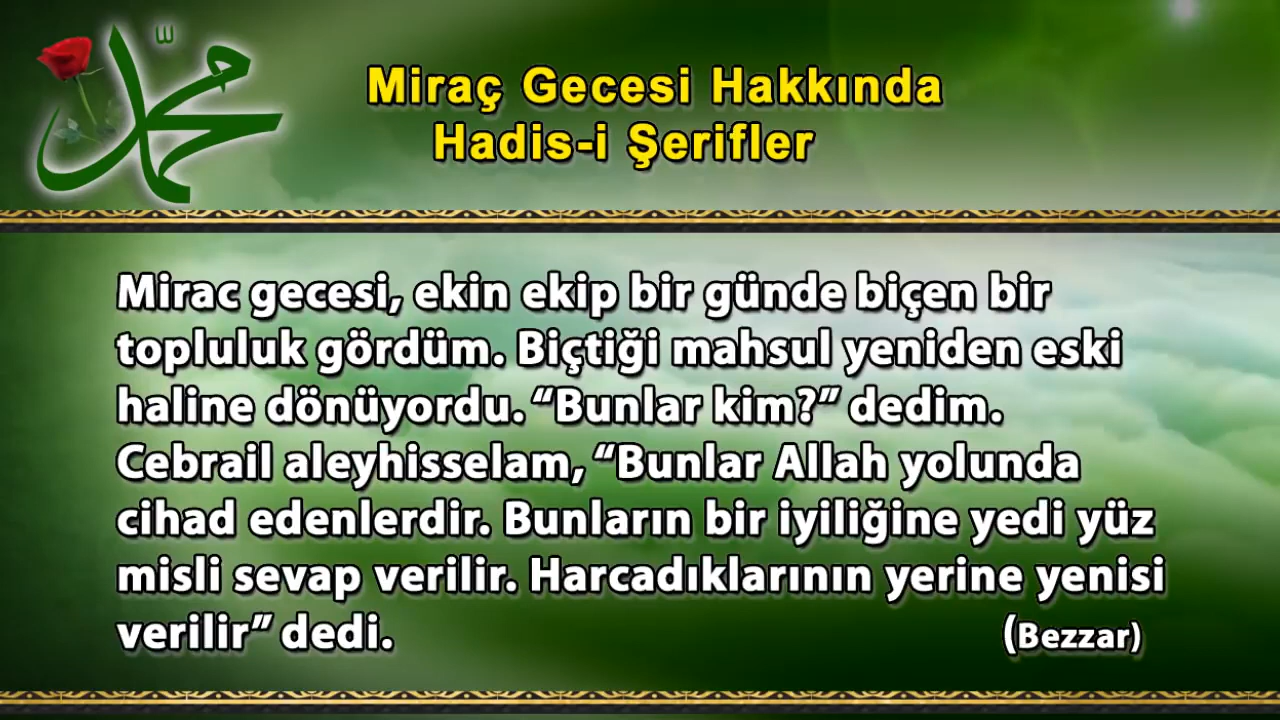 محمد
Miraç Gecesi Hakkında
Hadis-i Şerifler
Mirac gecesi, ekin ekip bir günde biçen bir
topluluk gördüm. Biçtiği mahsul yeniden eski
haline dönüyordu. “Bunlar kim?” dedim.
Cebrail aleyhisselam, “Bunlar Allah yolunda
cihad edenlerdir. Bunların bir iyiliğine yedi yüz
misli sevap verilir. Harcadıklarının yerine yenisi
verilir” dedi.
(Bezzar)